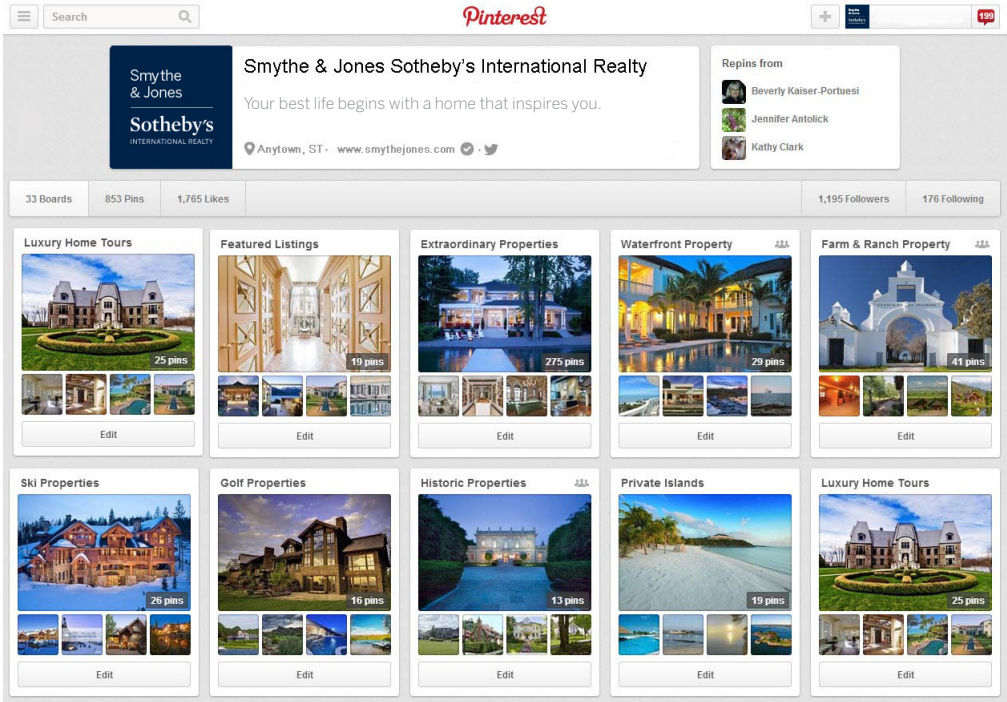 Search
Pinterest
199
Smythe
& Jones
Sotheby's
INTERNATIONAL REALTY
Smythe & Jones Sotheby's International Realty
Your best life begins with a home that inspires you.
Anytown, ST · www.smythejones.com ·
Repins from
Beverly Kaiser-Portuesi
Jennifer Antolick
Kathy Clark
33 Boards
853 Pins
1,765 Likes
1,195 Followers
176 Following
Luxury Home Tours
25 pins
Edit
Featured Listings
19 pins
Edit
Extraordinary Properties
275 pins
Edit
Waterfront Property
29 pins
Edit
Farm & Ranch Property
41 pins
Edit
Ski Properties
26 pins
Edit
Golf Properties
16 pins
Edit
Historic Properties
13 pins
Edit
Private Islands
19 pins
Edit
Luxury Home Tours
25 pins
Edit